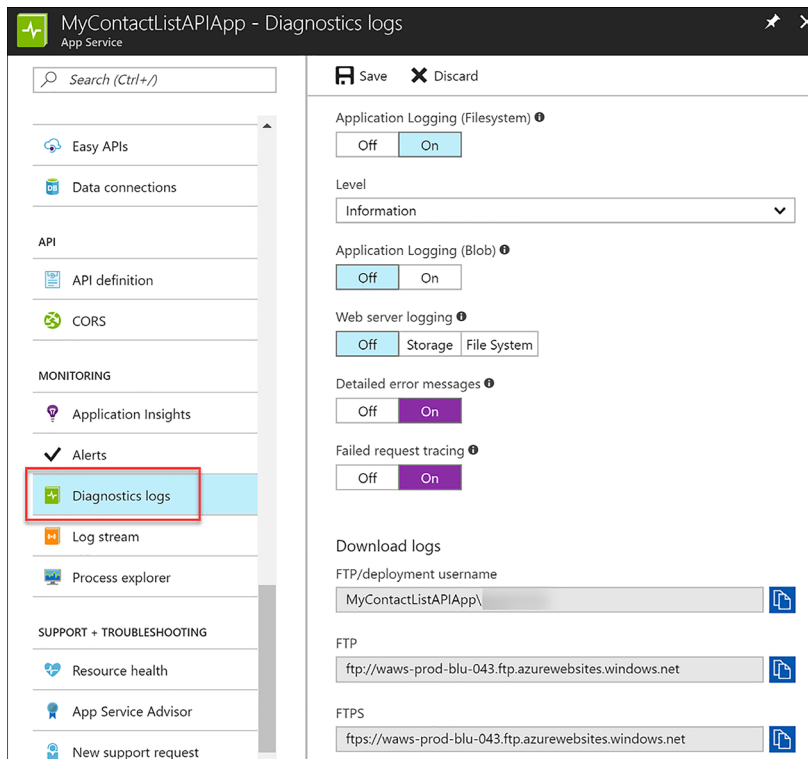 MyContactListAPIApp - Diagnostics logs
App Service
Search (Ctrl+/)
Easy APIs
Data connections
API
API definition
CORS
MONITORING
Application Insights
Alerts
Diagnostics logs
Log stream
Process explorer
SUPPORT + TROUBLESHOOTING
Resource health
App Service Advisor
New support request
Save Discard
Application Logging (Filesystem)
Off On
Level
Information
Application Logging (Blob)
Off On
Web server logging
Off Storage File System
Detailed error messages
Off On
Failed request tracing
Off On
Download logs
FTP/deployment username
MyContactListAPIApp\
FTP
ftp://waws-prod-blu-043.ftp.azurewebsites.windows.net
FTPS
ftps://waws-prod-blu-043.ftp.azurewebsites.windows.net